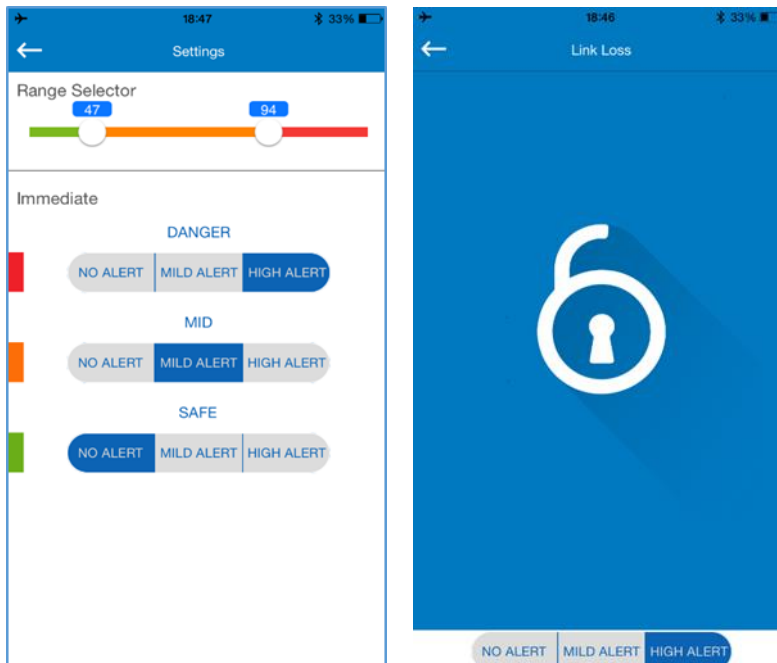 18:47 33%
Settings
Range Selector
47 94
Immediate
DANGER
NO ALERT MILD ALERT HIGH ALERT
MID
NO ALERT MILD ALERT HIGH ALERT
SAFE
NO ALERT MILD ALERT HIGH ALERT
18:46 33%
Link Loss
NO ALERT MILD ALERT HIGH ALERT